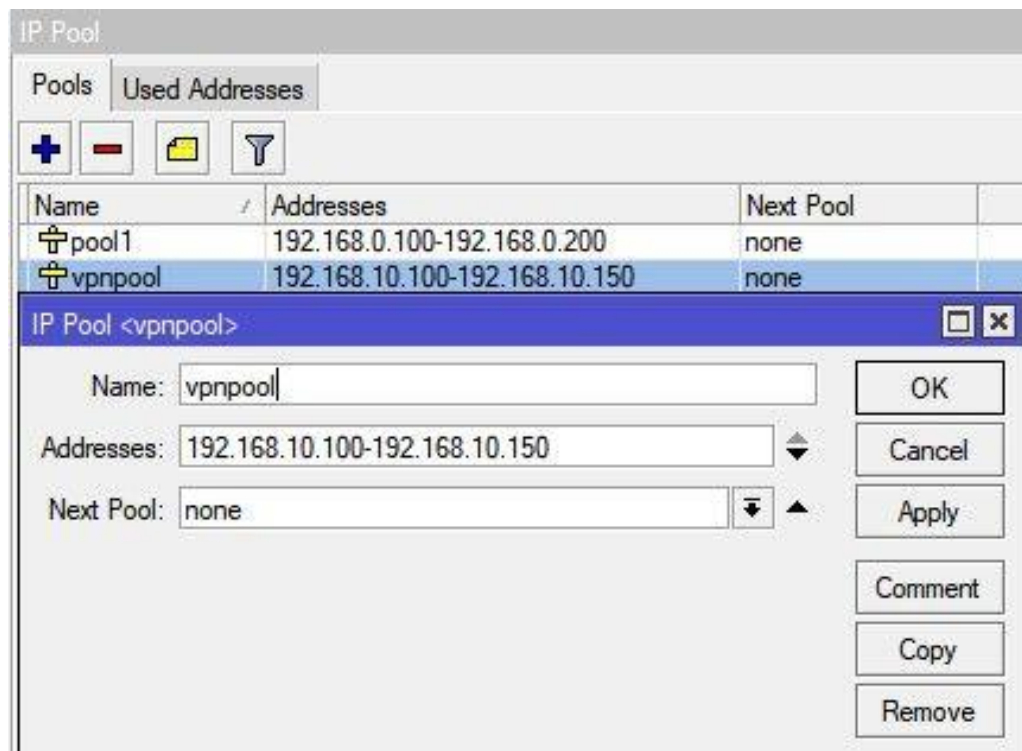 IP Pool
Pools Used Addresses
Name Addresses Next Pool
pool1 192.168.0.100-192.168.0.200 none
vpnpool 192.168.10.100-192.168.10.150 none
IP Pool <vpnpool>
Name: vpnpool OK
Addresses: 192.168.10.100-192.168.10.150 Cancel
Next Pool: none Apply
Comment
Copy
Remove